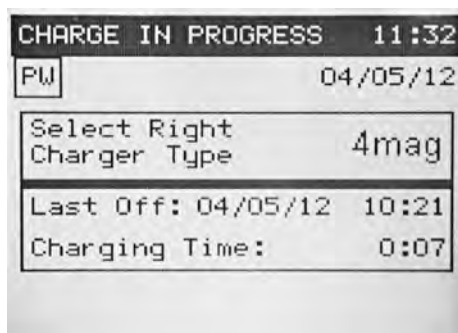 CHARGE IN PROGRESS 11:32
PW 04/05/12
Select Right
Charger Type 4mag
Last Off: 04/05/12 10:21
Charging Time: 0:07